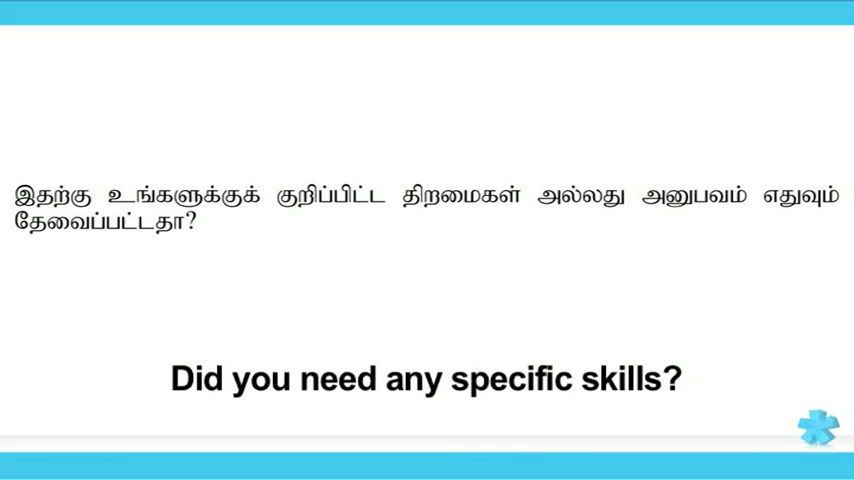 இதற்கு உங்களுக்குக் குறிப்பிட்ட திறமைகள் அல்லது அனுபவம் எதுவும்
தேவைப்பட்டதா?
Did you need any specific skills?